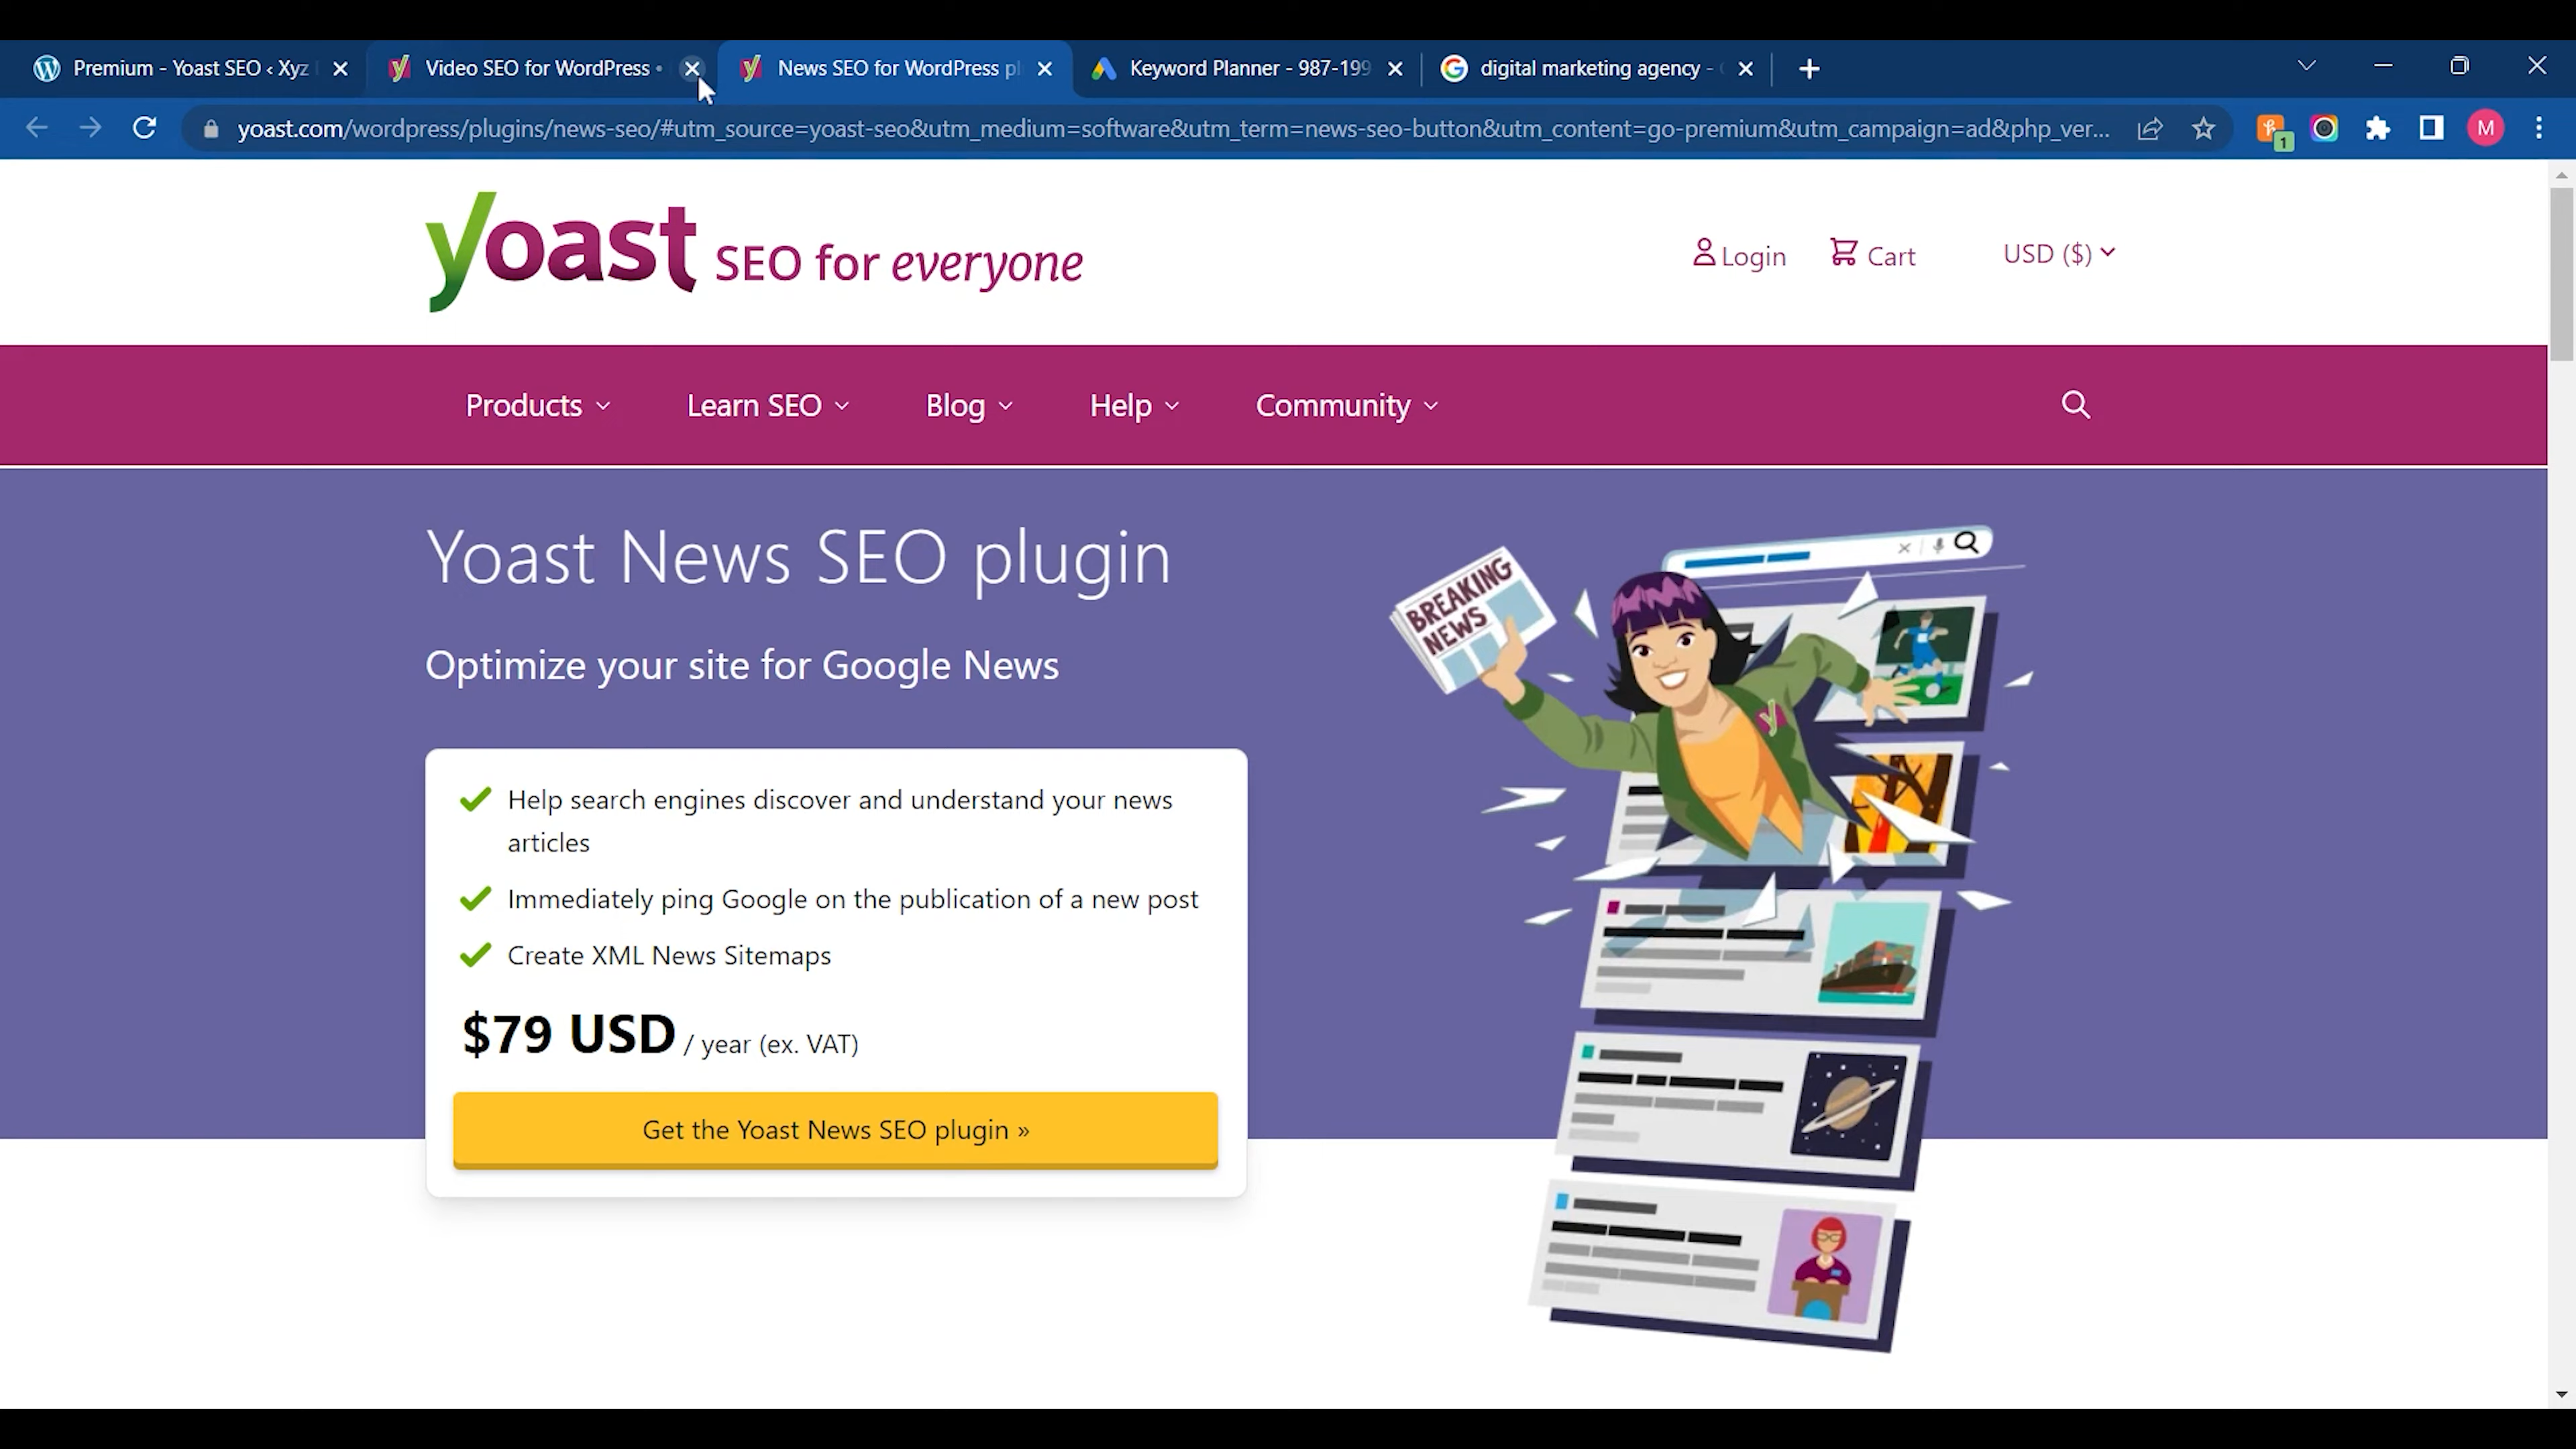 Premium - Yoast SEO ‹ Xyz
Video SEO for WordPress •
News SEO for WordPress pl
Keyword Planner - 987-199
digital marketing agency -
yoast.com/wordpress/plugins/news-seo/#utm_source=yoast-seo&utm_medium=software&utm_term=news-seo-button&utm_content=go-premium&utm_campaign=ad&php_ver...
1
M
yoast SEO for everyone
Login
Cart
USD ($)
Products
Learn SEO
Blog
Help
Community
Yoast News SEO plugin
Optimize your site for Google News
BREAKING
NEWS
Help search engines discover and understand your news
articles
Immediately ping Google on the publication of a new post
Create XML News Sitemaps
$79 USD / year (ex. VAT)
Get the Yoast News SEO plugin »